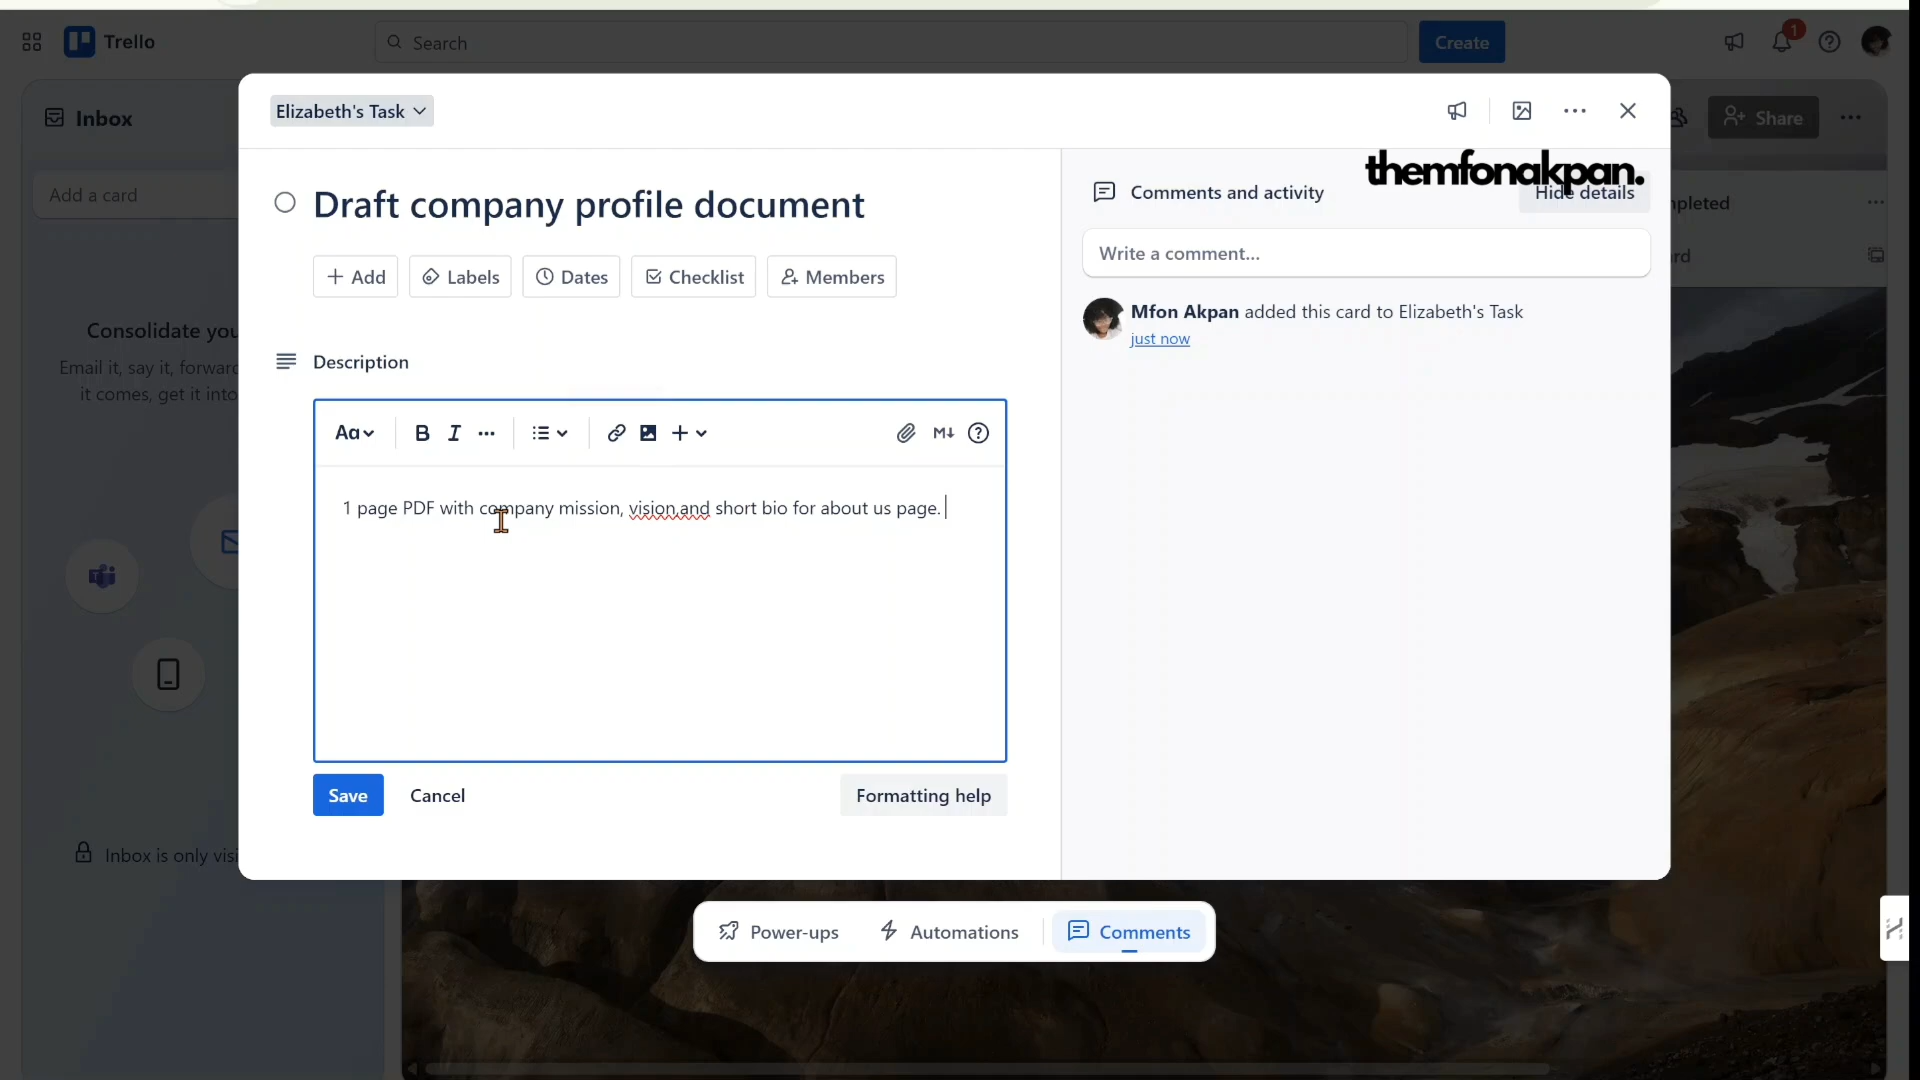 Trello
Search
Create
1
Inbox
Elizabeth's Task
Share
themfonakpan.
Add a card
Draft company profile document
Comments and activity
Hide details
Add
Labels
Dates
Checklist
Members
Write a comment...
Mfon Akpan added this card to Elizabeth's Task
just now
Consolidate you
Email it, say it, forward
it comes, get it into
Description
Aa
B I
M
?
1 page PDF with company mission, vision,and short bio for about us page.
Save
Cancel
Formatting help
Inbox is only visi
Power-ups
Automations
Comments